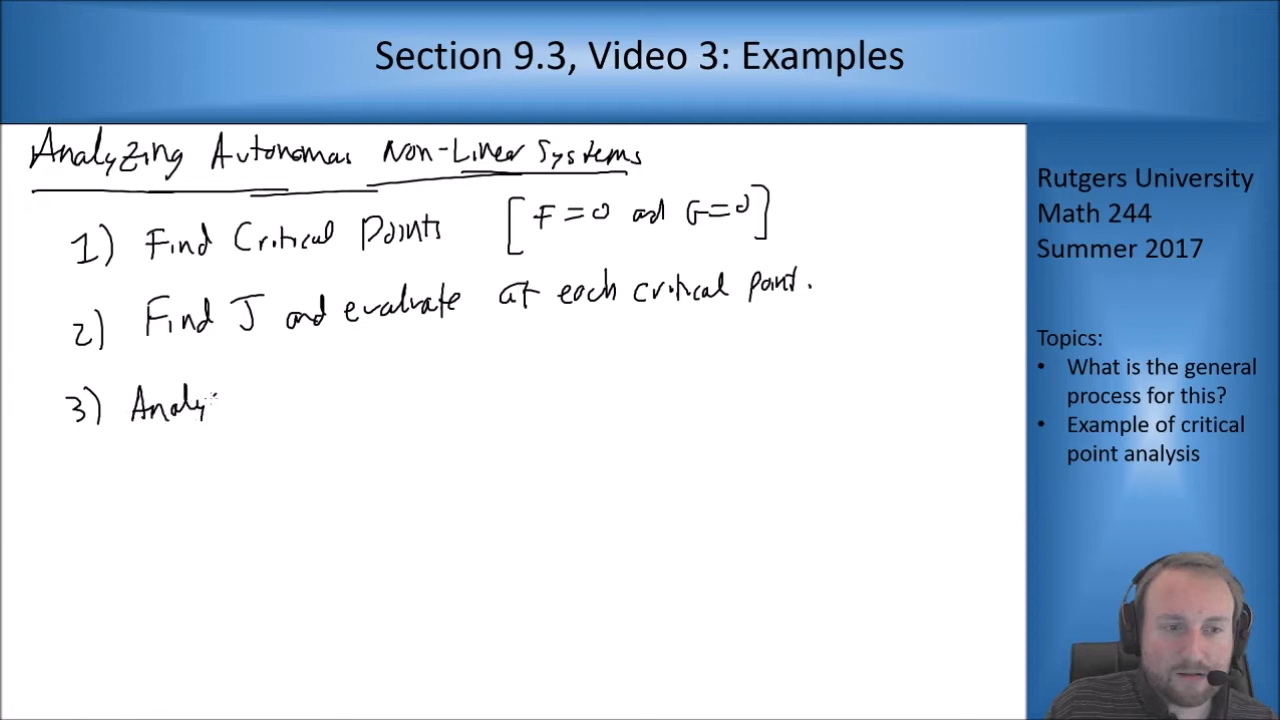 Section 9.3, Video 3: Examples
Analyzing Autonomous Non-Linear Systems
1) Find Critical Points [F=0 and G=0]
2) Find J and evaluate at each critical point.
3) Analy
Rutgers University
Math 244
Summer 2017
Topics:
• What is the general
process for this?
• Example of critical
point analysis